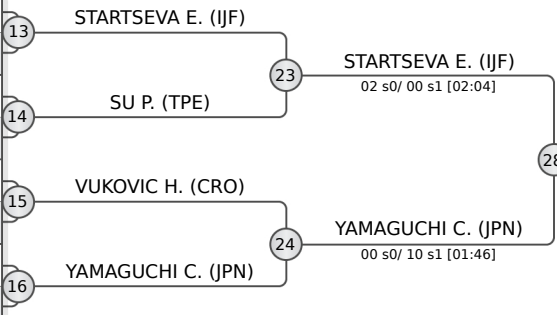 STARTSEVA E. (IJF)
13
STARTSEVA E. (IJF)
23
02 s0/ 00 s1 [02:04]
SU P. (TPE)
14
28
VUKOVIC H. (CRO)
15
YAMAGUCHI C. (JPN)
24
00 s0/ 10 s1 [01:46]
YAMAGUCHI C. (JPN)
16